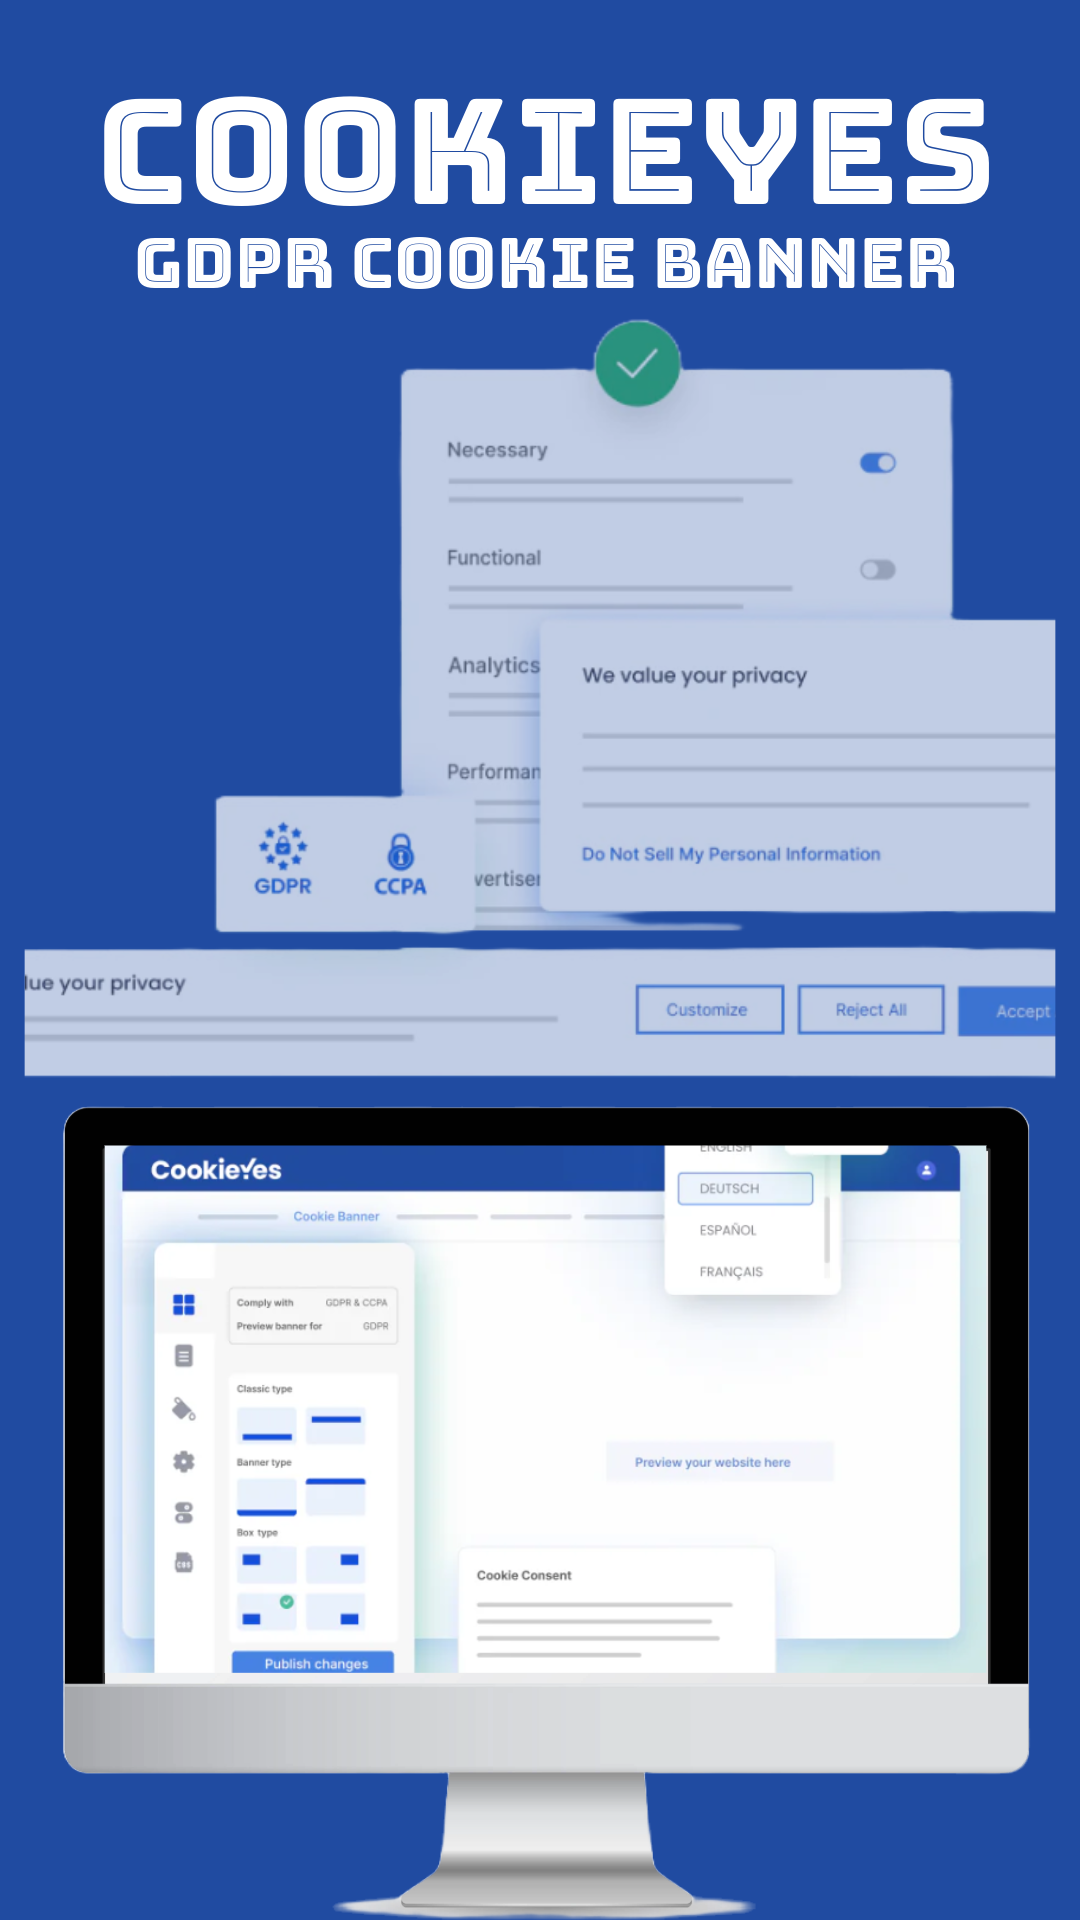 COOKIEYES
GDPR COOKIE BANNER
Necessary
Functional
Analytics
We value your privacy
Performan
GDPR
CCPA
Do Not Sell My Personal Information
vertiser
lue your privacy
Customize
Reject All
Accept
CookieYes
ENGLISH
DEUTSCH
ESPAÑOL
FRANÇAIS
Cookie Banner
Comply with GDPR & CCPA
Preview banner for GDPR
Classic type
Banner type
Box type
Preview your website here
Cookie Consent
Publish changes